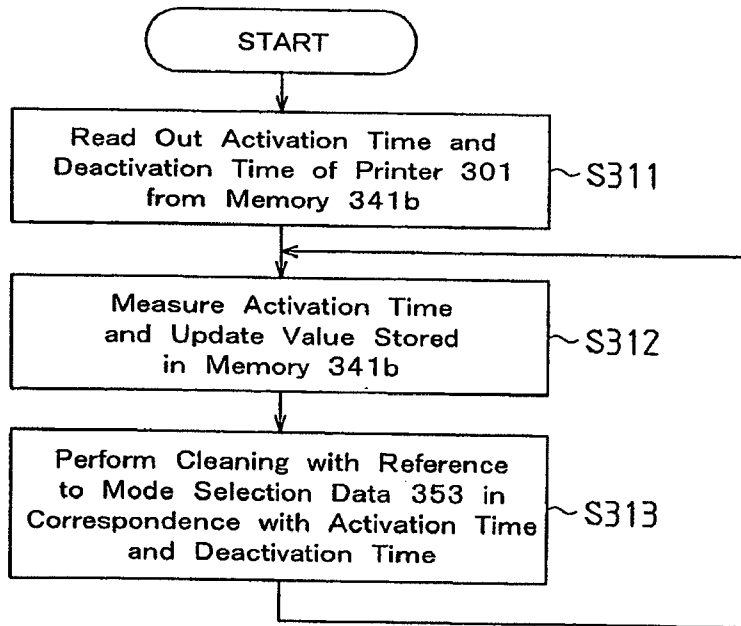 START
Read Out Activation Time and
Deactivation Time of Printer 301
from Memory 341b
S311
Measure Activation Time
and Update Value Stored
in Memory 341b
S312
Perform Cleaning with Reference
to Mode Selection Data 353 in
Correspondence with Activation Time
and Deactivation Time
S313